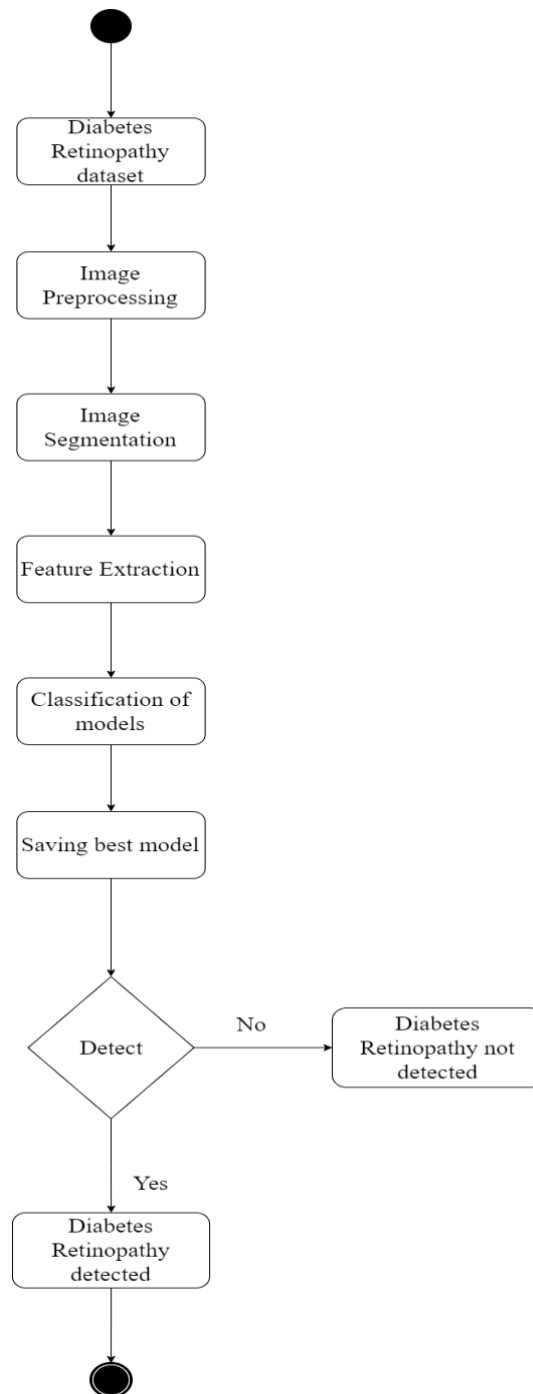 Diabetes
Retinopathy
dataset
Image
Preprocessing
Image
Segmentation
Feature Extraction
Classification of
models
Saving best model
Detect
No
Diabetes
Retinopathy not
detected
Yes
Diabetes
Retinopathy
detected